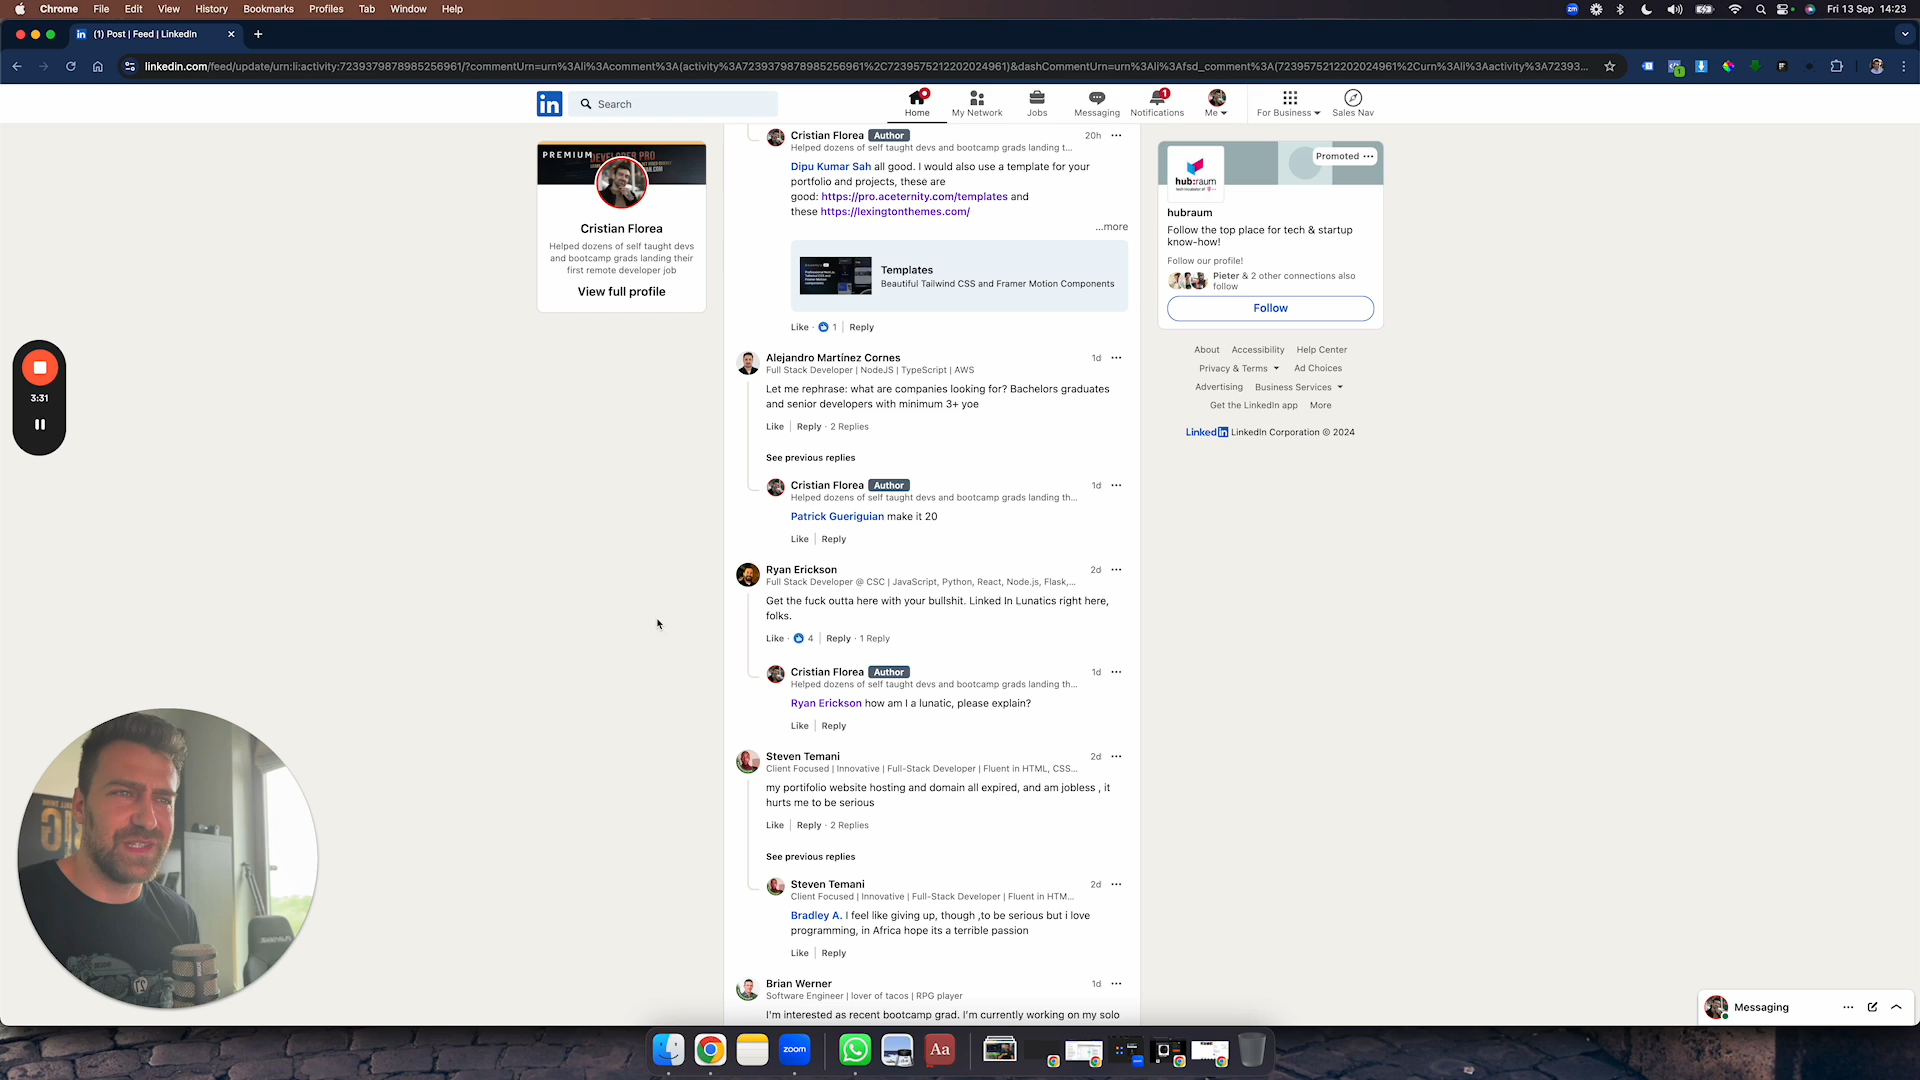 Chrome File Edit View History Bookmarks Profiles Tab Window Help
zm
Fri 13 Sep 14:23
in (1) Post | Feed | LinkedIn
linkedin.com/feed/update/urn:li:activity:7239379878985256961/?commentUrn=urn%3Ali%3Acomment%3A(activity%3A7239379878985256961%2C7239575212202024961)&dashCommentUrn=urn%3Ali%3Afsd_comment%3A(7239575212202024961%2Curn%3Ali%3Aactivity%3A72393...
in
Search
Home My Network Jobs Messaging Notifications Me For Business Sales Nav
1
PREMIUM
DEVELOPER PRO
Cristian Florea
Helped dozens of self taught devs
and bootcamp grads landing their
first remote developer job
View full profile
3:31
Cristian Florea Author 20h
Helped dozens of self taught devs and bootcamp grads landing t...
Dipu Kumar Sah all good. I would also use a template for your
portfolio and projects, these are
good: https://pro.aceternity.com/templates and
these https://lexingtonthemes.com/
...more
Templates
Beautiful Tailwind CSS and Framer Motion Components
Like · 1 | Reply
Alejandro Martínez Cornes 1d
Full Stack Developer | NodeJS | TypeScript | AWS
Let me rephrase: what are companies looking for? Bachelors graduates
and senior developers with minimum 3+ yoe
Like | Reply · 2 Replies
See previous replies
Cristian Florea Author 1d
Helped dozens of self taught devs and bootcamp grads landing th...
Patrick Gueriguian make it 20
Like | Reply
Ryan Erickson 2d
Full Stack Developer @ CSC | JavaScript, Python, React, Node.js, Flask,...
Get the fuck outta here with your bullshit. Linked In Lunatics right here,
folks.
Like · 4 | Reply · 1 Reply
Cristian Florea Author 1d
Helped dozens of self taught devs and bootcamp grads landing th...
Ryan Erickson how am I a lunatic, please explain?
Like | Reply
Steven Temani 2d
Client Focused | Innovative | Full-Stack Developer | Fluent in HTML, CSS...
my portifolio website hosting and domain all expired, and am jobless , it
hurts me to be serious
Like | Reply · 2 Replies
See previous replies
Steven Temani 2d
Client Focused | Innovative | Full-Stack Developer | Fluent in HTM...
Bradley A. I feel like giving up, though ,to be serious but i love
programming, in Africa hope its a terrible passion
Like | Reply
Brian Werner 1d
Software Engineer | lover of tacos | RPG player
I'm interested as recent bootcamp grad. I'm currently working on my solo
Promoted
hub:raum
hubraum
Follow the top place for tech & startup
know-how!
Follow our profile!
Pieter & 2 other connections also
follow
Follow
About Accessibility Help Center
Privacy & Terms Ad Choices
Advertising Business Services
Get the LinkedIn app More
LinkedIn LinkedIn Corporation © 2024
Messaging
zoom
Aa